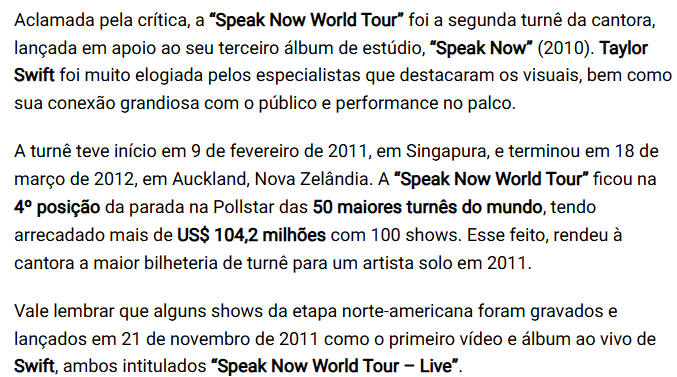 Aclamada pela crítica, a “Speak Now World Tour” foi a segunda turnê da cantora,
lançada em apoio ao seu terceiro álbum de estúdio, “Speak Now” (2010). Taylor
Swift foi muito elogiada pelos especialistas que destacaram os visuais, bem como
sua conexão grandiosa com o público e performance no palco.
A turnê teve início em 9 de fevereiro de 2011, em Singapura, e terminou em 18 de
março de 2012, em Auckland, Nova Zelândia. A “Speak Now World Tour” ficou na
4º posição da parada na Pollstar das 50 maiores turnês do mundo, tendo
arrecadado mais de US$ 104,2 milhões com 100 shows. Esse feito, rendeu à
cantora a maior bilheteria de turnê para um artista solo em 2011.
Vale lembrar que alguns shows da etapa norte-americana foram gravados e
lançados em 21 de novembro de 2011 como o primeiro vídeo e álbum ao vivo de
Swift, ambos intitulados “Speak Now World Tour – Live”.